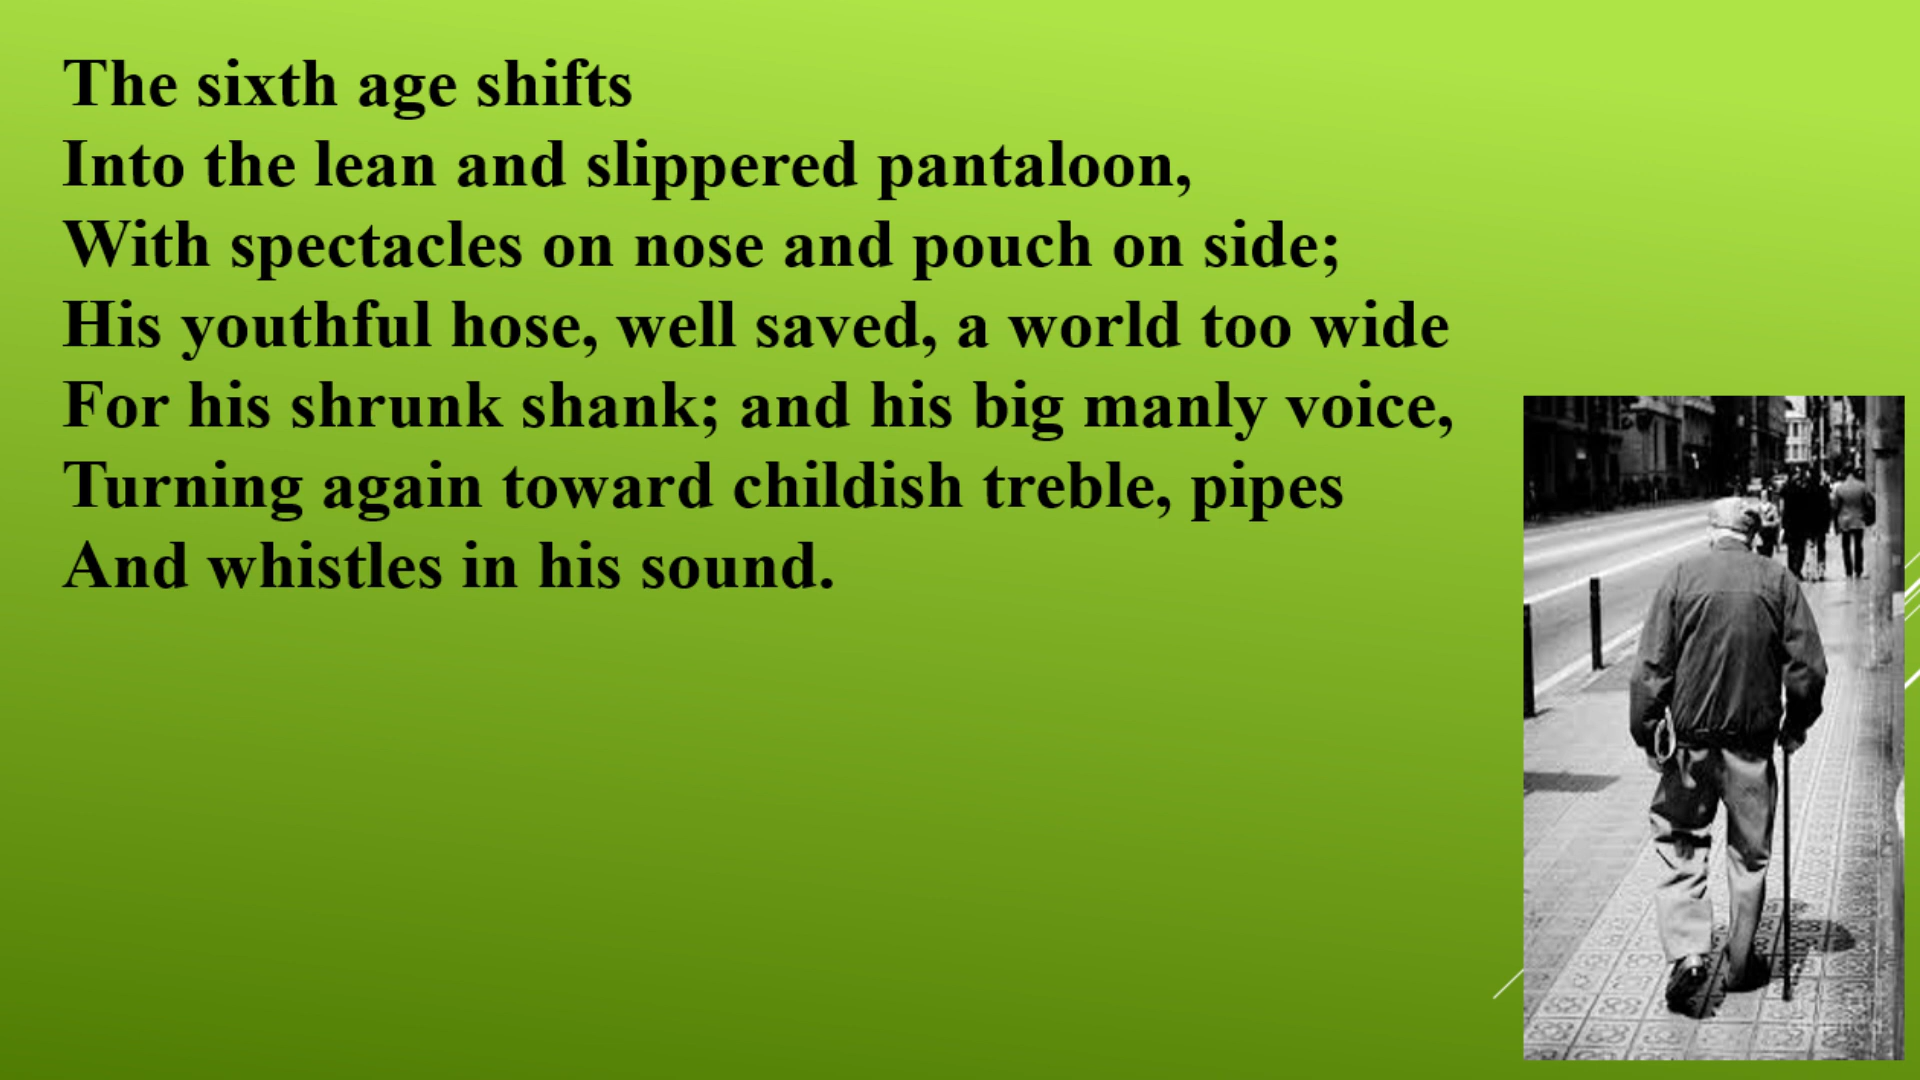 The sixth age shifts
Into the lean and slippered pantaloon,
With spectacles on nose and pouch on side;
His youthful hose, well saved, a world too wide
For his shrunk shank; and his big manly voice,
Turning again toward childish treble, pipes
And whistles in his sound.